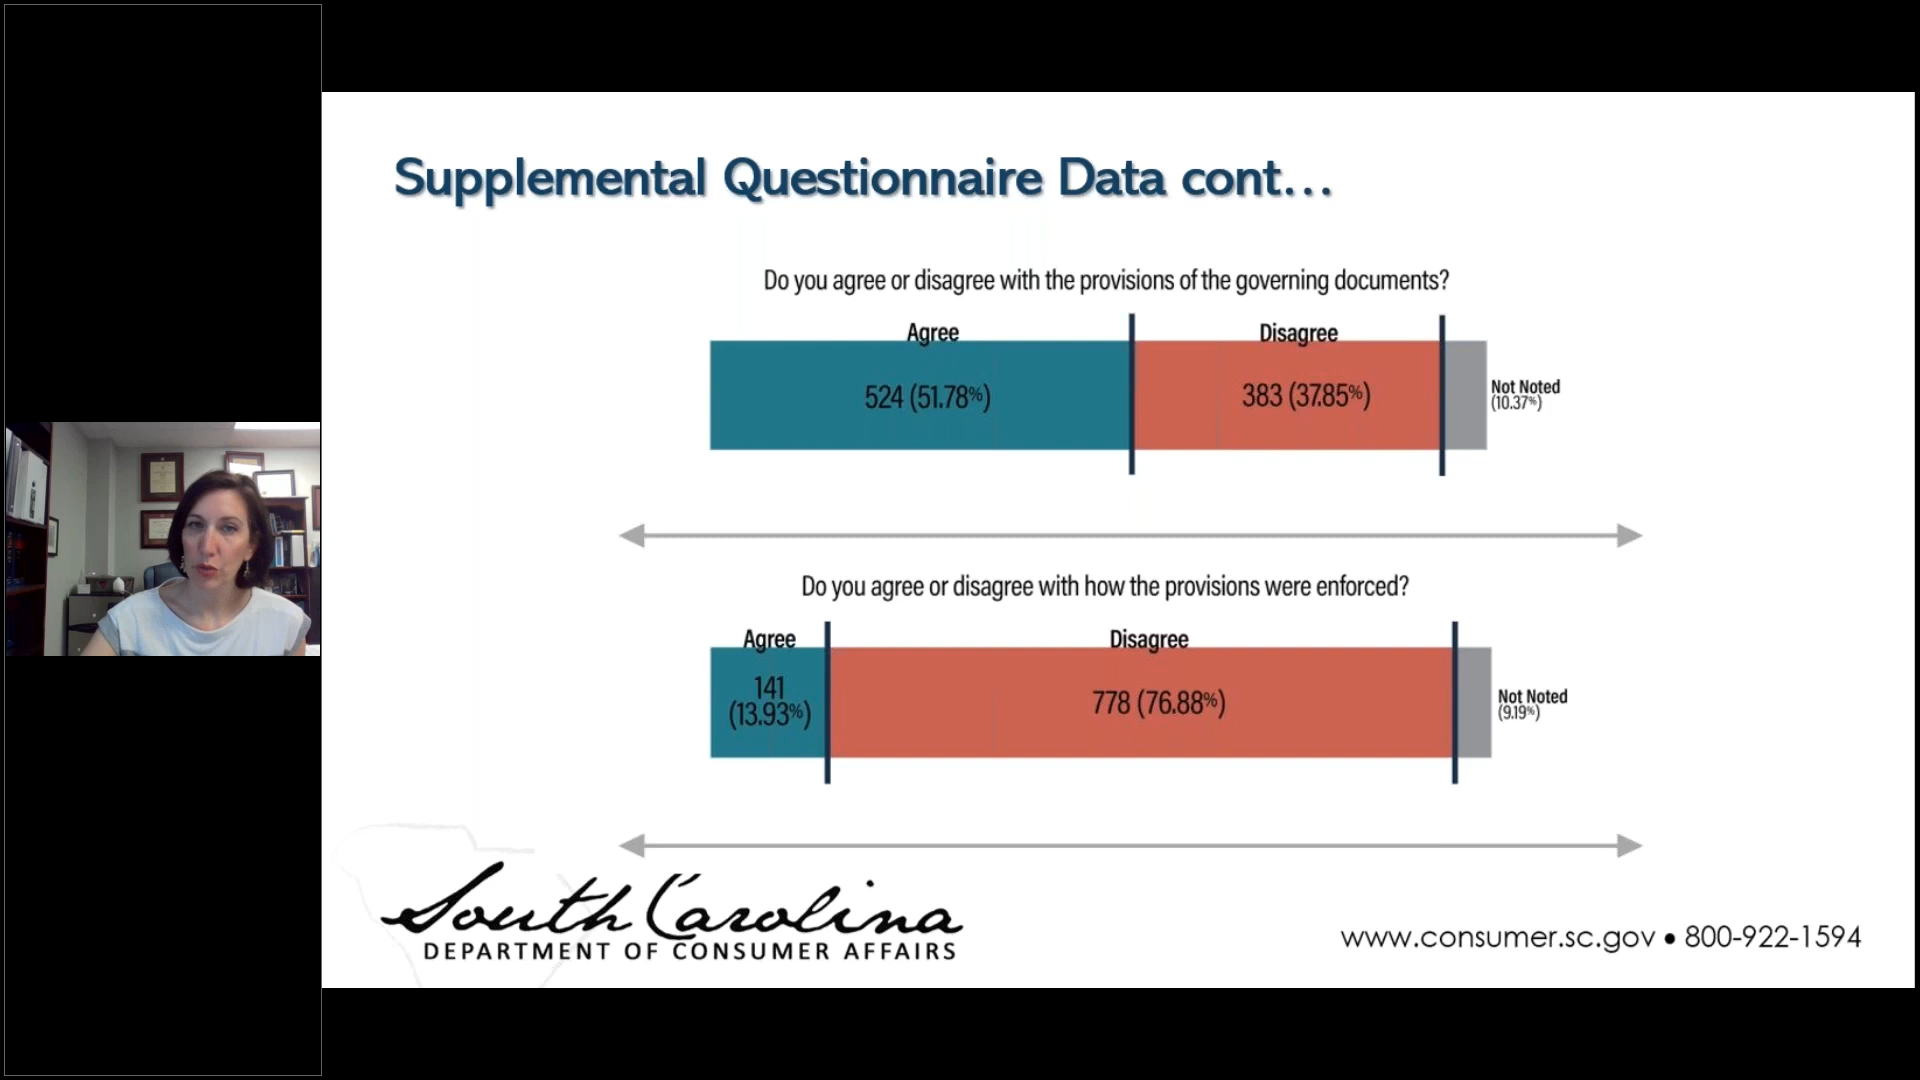 Supplemental Questionnaire Data cont...
Do you agree or disagree with the provisions of the governing documents?
Agree
Disagree
524 (51.78%)
383 (37.85%)
Not Noted
(10.37%)
Do you agree or disagree with how the provisions were enforced?
Agree
Disagree
141
(13.93%)
778 (76.88%)
Not Noted
(9.19%)
South Carolina
DEPARTMENT OF CONSUMER AFFAIRS
www.consumer.sc.gov • 800-922-1594